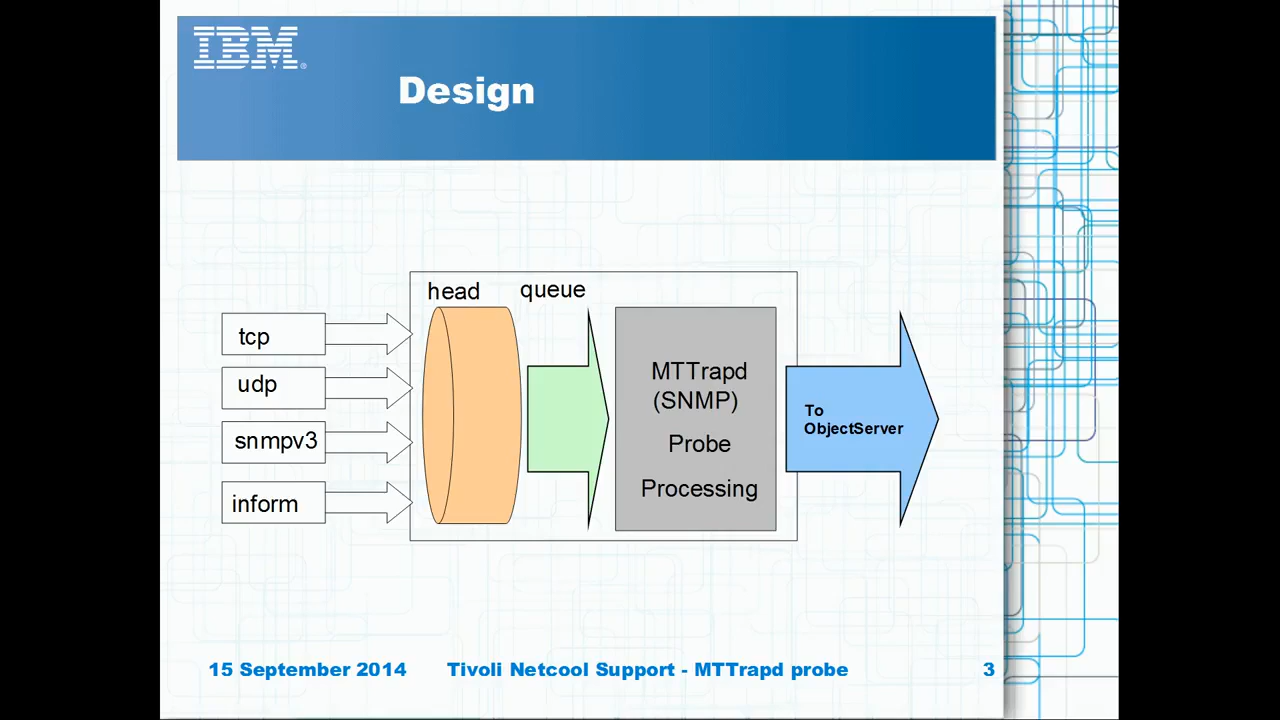 IBM®
Design
head
queue
tcp
udp
snmpv3
inform
MTTrapd
(SNMP)
Probe
Processing
To
ObjectServer
15 September 2014
Tivoli Netcool Support - MTTrapd probe
3